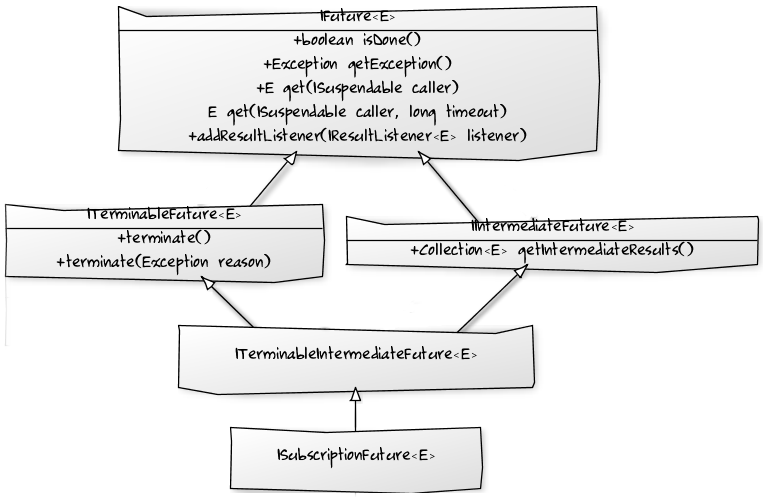 IFuture<E>
+boolean isDone()
+Exception getException()
+E get(ISuspendable caller)
E get(ISuspendable caller, long timeout)
+addResultListener(IResultListener<E> listener)
ITerminableFuture<E>
+terminate()
+terminate(Exception reason)
IIntermediateFuture<E>
+Collection<E> getIntermediateResults()
ITerminableIntermediateFuture<E>
ISubscriptionFuture<E>